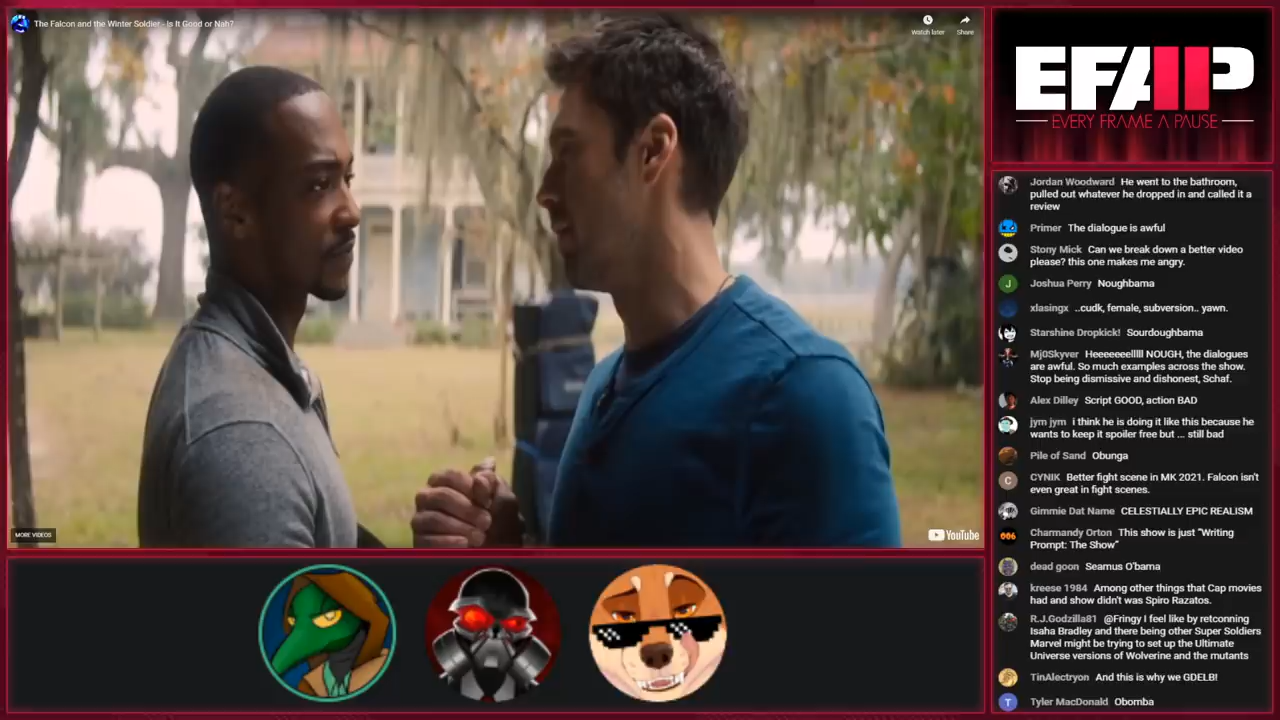 The Falcon and the Winter Soldier - Is It Good or Nah?
Watch later
Share
MORE VIDEOS
YouTube
EFAP
EVERY FRAME A PAUSE
Jordan Woodward He went to the bathroom,
pulled out whatever he dropped in and called it a
review
Primer The dialogue is awful
Stony Mick Can we break down a better video
please? this one makes me angry.
J
Joshua Perry Noughbama
xlasingx ..cudk, female, subversion.. yawn.
Starshine Dropkick! Sourdoughbama
Mj0Skyver Heeeeeeelllll NOUGH, the dialogues
are awful. So much examples across the show.
Stop being dismissive and dishonest, Schaf.
Alex Dilley Script GOOD, action BAD
jym jym i think he is doing it like this because he
wants to keep it spoiler free but ... still bad
Pile of Sand Obunga
C
CYNIK Better fight scene in MK 2021. Falcon isn't
even great in fight scenes.
Gimmie Dat Name CELESTIALLY EPIC REALISM
Charmandy Orton This show is just "Writing
Prompt: The Show"
dead goon Seamus O'bama
kreese 1984 Among other things that Cap movies
had and show didn't was Spiro Razatos.
R.J.Godzilla81 @Fringy I feel like by retconning
Isaha Bradley and there being other Super Soldiers
Marvel might be trying to set up the Ultimate
Universe versions of Wolverine and the mutants
TinAlectryon And this is why we GDELB!
T
Tyler MacDonald Obomba